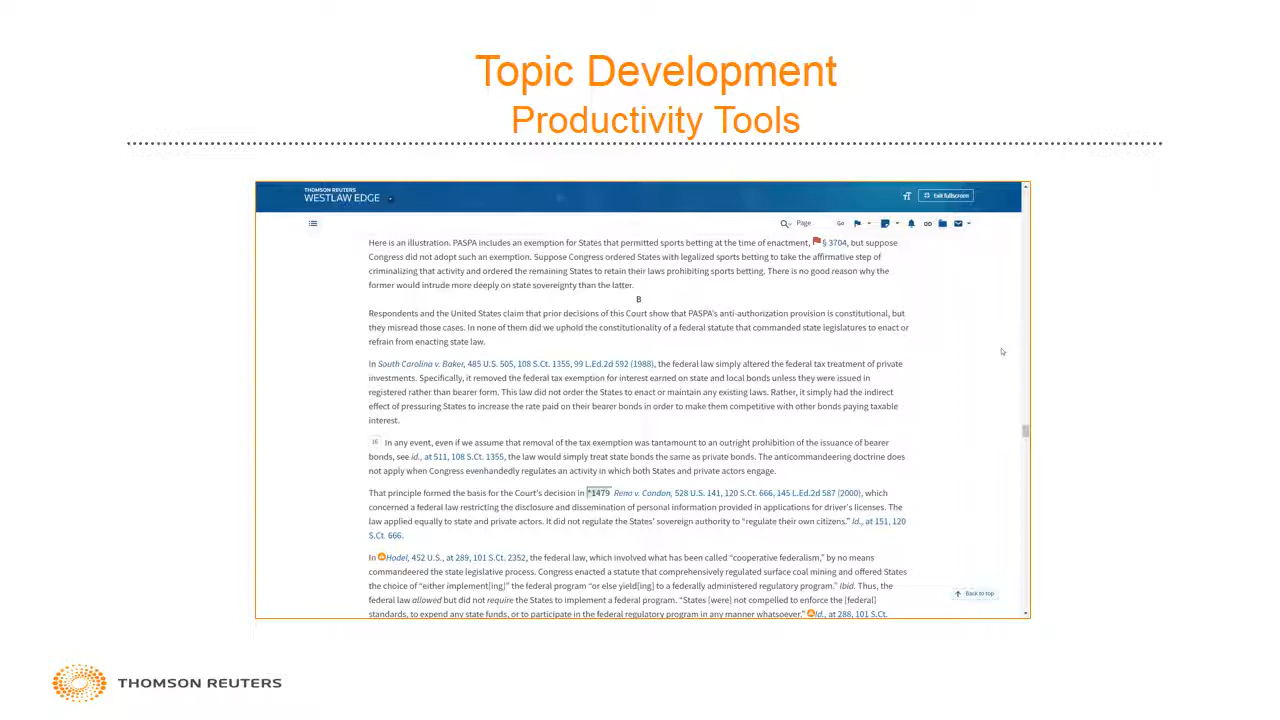 Topic Development
Productivity Tools
THOMSON REUTERS
WESTLAW EDGE
Exit fullscreen
Page
Go
Here is an illustration. PASPA includes an exemption for States that permitted sports betting at the time of enactment, § 3704, but suppose
Congress did not adopt such an exemption. Suppose Congress ordered States with legalized sports betting to take the affirmative step of
criminalizing that activity and ordered the remaining States to retain their laws prohibiting sports betting. There is no good reason why the
former would intrude more deeply on state sovereignty than the latter.
B
Respondents and the United States claim that prior decisions of this Court show that PASPA's anti-authorization provision is constitutional, but
they misread those cases. In none of them did we uphold the constitutionality of a federal statute that commanded state legislatures to enact or
refrain from enacting state law.
In South Carolina v. Baker, 485 U.S. 505, 108 S.Ct. 1355, 99 L.Ed.2d 592 (1988), the federal law simply altered the federal tax treatment of private
investments. Specifically, it removed the federal tax exemption for interest earned on state and local bonds unless they were issued in
registered rather than bearer form. This law did not order the States to enact or maintain any existing laws. Rather, it simply had the indirect
effect of pressuring States to increase the rate paid on their bearer bonds in order to make them competitive with other bonds paying taxable
interest.
16 In any event, even if we assume that removal of the tax exemption was tantamount to an outright prohibition of the issuance of bearer
bonds, see id., at 511, 108 S.Ct. 1355, the law would simply treat state bonds the same as private bonds. The anticommandeering doctrine does
not apply when Congress evenhandedly regulates an activity in which both States and private actors engage.
That principle formed the basis for the Court's decision in *1479 Reno v. Condon, 528 U.S. 141, 120 S.Ct. 666, 145 L.Ed.2d 587 (2000), which
concerned a federal law restricting the disclosure and dissemination of personal information provided in applications for driver's licenses. The
law applied equally to state and private actors. It did not regulate the States' sovereign authority to "regulate their own citizens." Id., at 151, 120
S.Ct. 666.
In Hodel, 452 U.S., at 289, 101 S.Ct. 2352, the federal law, which involved what has been called "cooperative federalism," by no means
commandeered the state legislative process. Congress enacted a statute that comprehensively regulated surface coal mining and offered States
the choice of "either implement[ing]" the federal program "or else yield[ing] to a federally administered regulatory program." Ibid. Thus, the
federal law allowed but did not require the States to implement a federal program. "States [were] not compelled to enforce the [federal]
standards, to expend any state funds, or to participate in the federal regulatory program in any manner whatsoever." Id., at 288, 101 S.Ct.
Back to top
THOMSON REUTERS